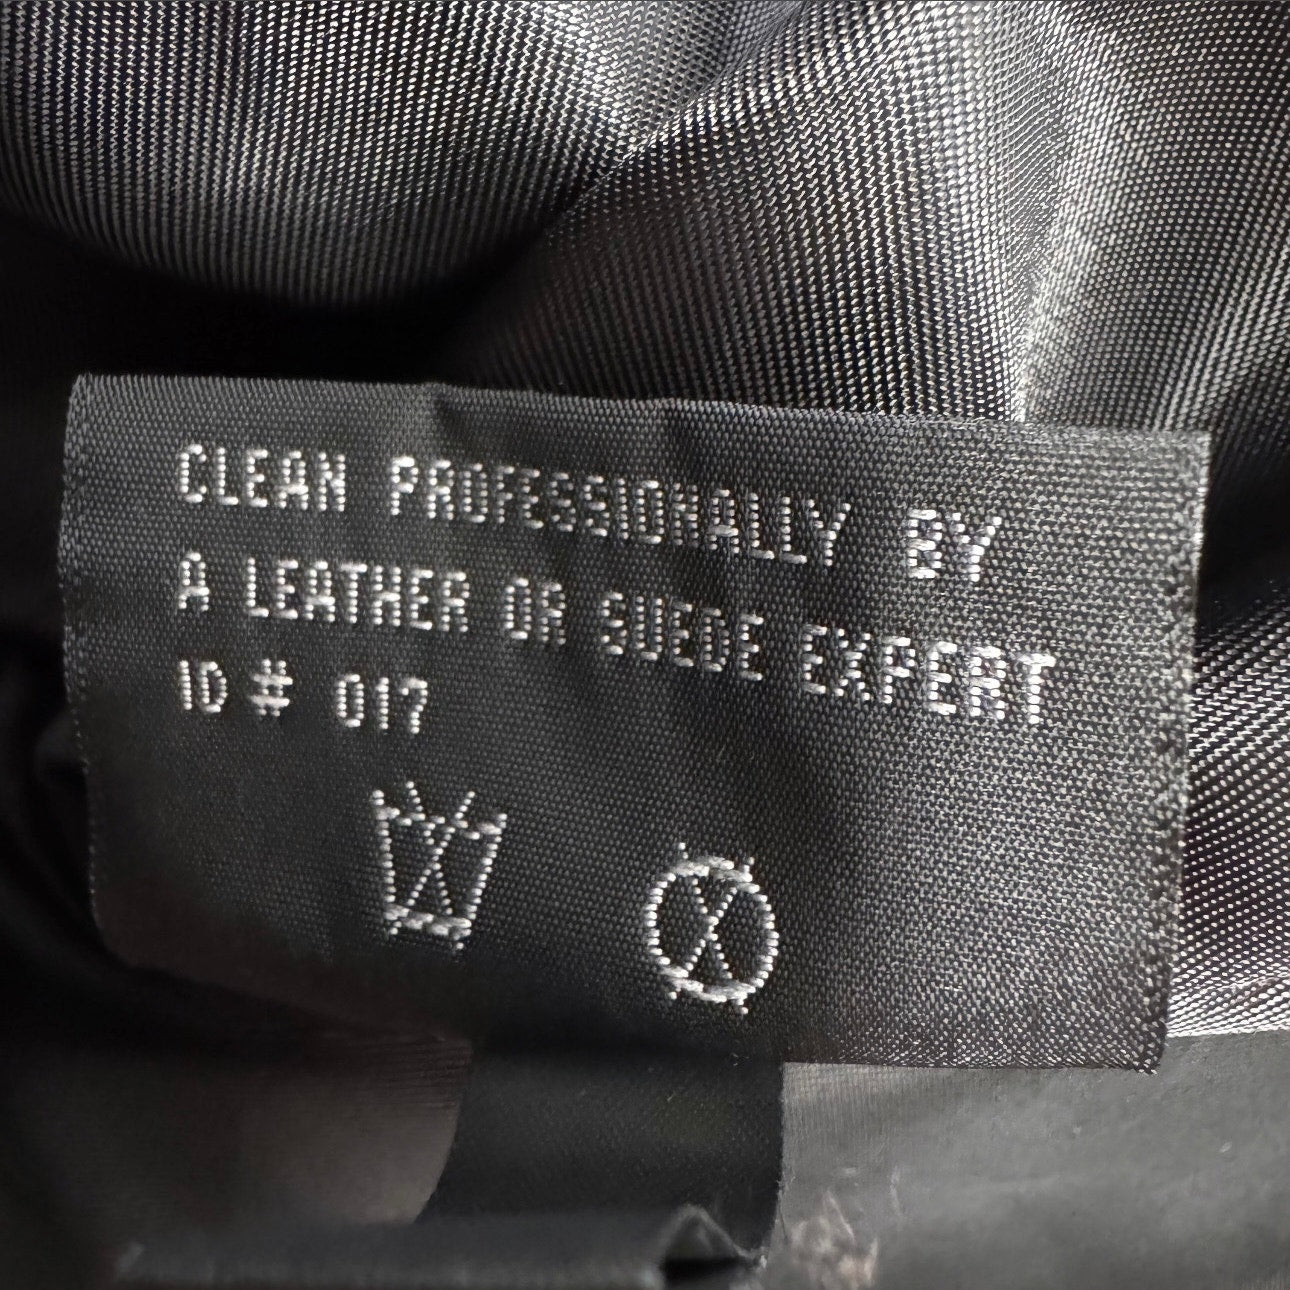 CLEAN PROFESSIONALLY BY
A LEATHER OR SUEDE EXPERT
ID # 017